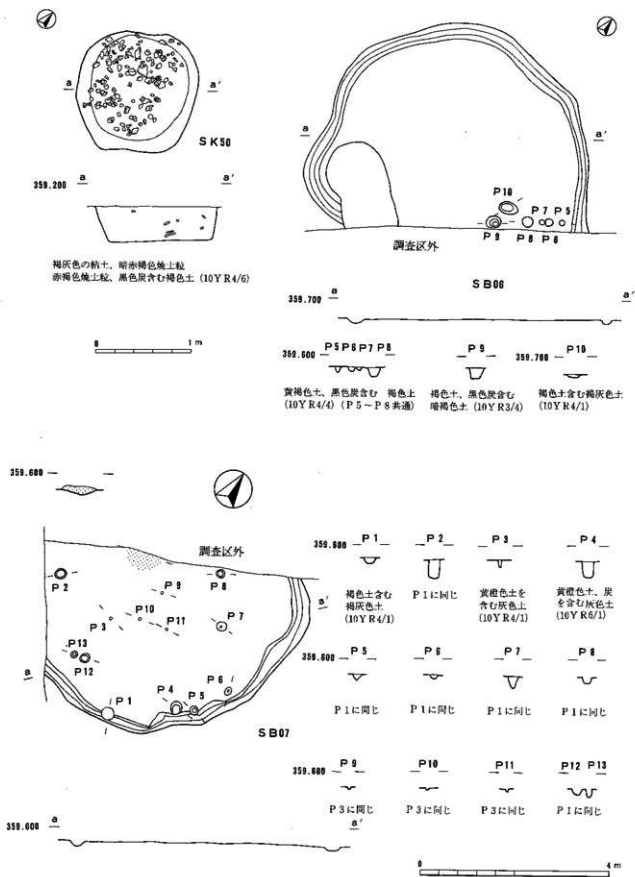 a a'
SK50
359.200 a a'
褐灰色の粘土、暗赤褐色焼土粒
赤褐色焼土粒、黒色炭含む褐色土 (10YR4/6)
0 1m
a a'
P10
P7 P5
P9 P8 P6
調査区外
SB06
359.700 a a'
359.600 P5 P6 P7 P8
P9
359.700 P10
黄褐色土、黒色炭含む 褐色土
(10YR4/4) (P5~P8共通)
褐色土、黒色炭含む
暗褐色土 (10YR3/4)
褐色土含む褐灰色土
(10YR4/1)
359.600
調査区外
P2 P9 P8
P3 P10 P11 P7
a'
P13
P12
a
P1 P4 P5 P6
SB07
359.600 a a'
359.600 P1 P2 P3 P4
褐色土含む
褐灰色土
(10YR4/1)
P1に同じ
黄橙色土を
含む灰色土
(10YR4/1)
黄橙色土、炭
を含む灰色土
(10YR6/1)
359.600 P5 P6 P7 P8
P1に同じ P1に同じ P1に同じ P1に同じ
359.600 P9 P10 P11 P12 P13
P3に同じ P3に同じ P3に同じ P1に同じ
0 4m